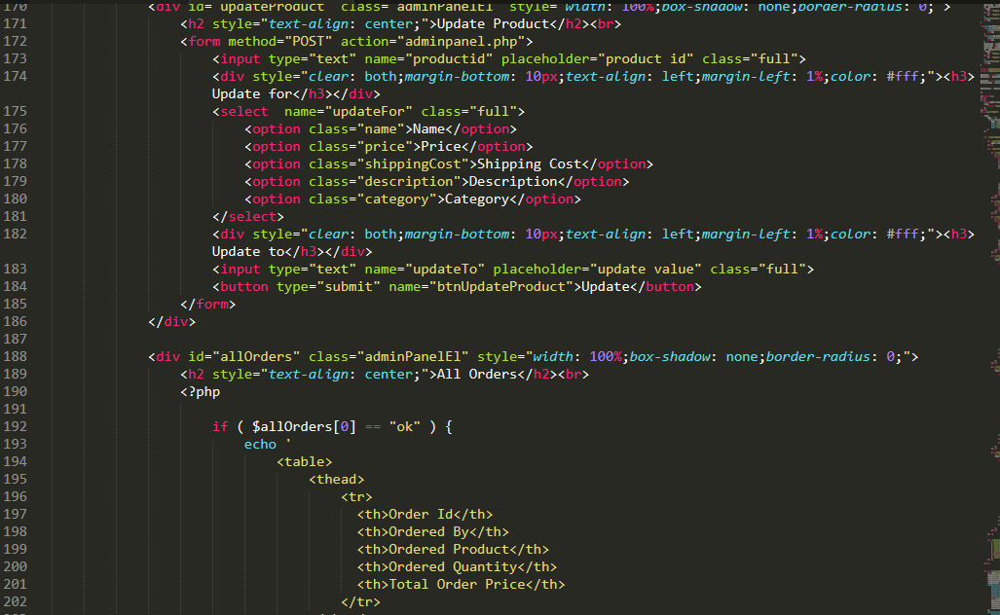 170 <div id="updateProduct" class="adminPanelEl" style="width: 100%;box-shadow: none;border-radius: 0;">
171 <h2 style="text-align: center;">Update Product</h2><br>
172 <form method="POST" action="adminpanel.php">
173 <input type="text" name="productid" placeholder="product id" class="full">
174 <div style="clear: both;margin-bottom: 10px;text-align: left;margin-left: 1%;color: #fff;"><h3>
Update for</h3></div>
175 <select  name="updateFor" class="full">
176 <option class="name">Name</option>
177 <option class="price">Price</option>
178 <option class="shippingCost">Shipping Cost</option>
179 <option class="description">Description</option>
180 <option class="category">Category</option>
181 </select>
182 <div style="clear: both;margin-bottom: 10px;text-align: left;margin-left: 1%;color: #fff;"><h3>
Update to</h3></div>
183 <input type="text" name="updateTo" placeholder="update value" class="full">
184 <button type="submit" name="btnUpdateProduct">Update</button>
185 </form>
186 </div>
187
188 <div id="allOrders" class="adminPanelEl" style="width: 100%;box-shadow: none;border-radius: 0;">
189 <h2 style="text-align: center;">All Orders</h2><br>
190 <?php
191
192 if ( $allOrders[0] == "ok" ) {
193 echo '
194 <table>
195 <thead>
196 <tr>
197 <th>Order Id</th>
198 <th>Ordered By</th>
199 <th>Ordered Product</th>
200 <th>Ordered Quantity</th>
201 <th>Total Order Price</th>
202 </tr>